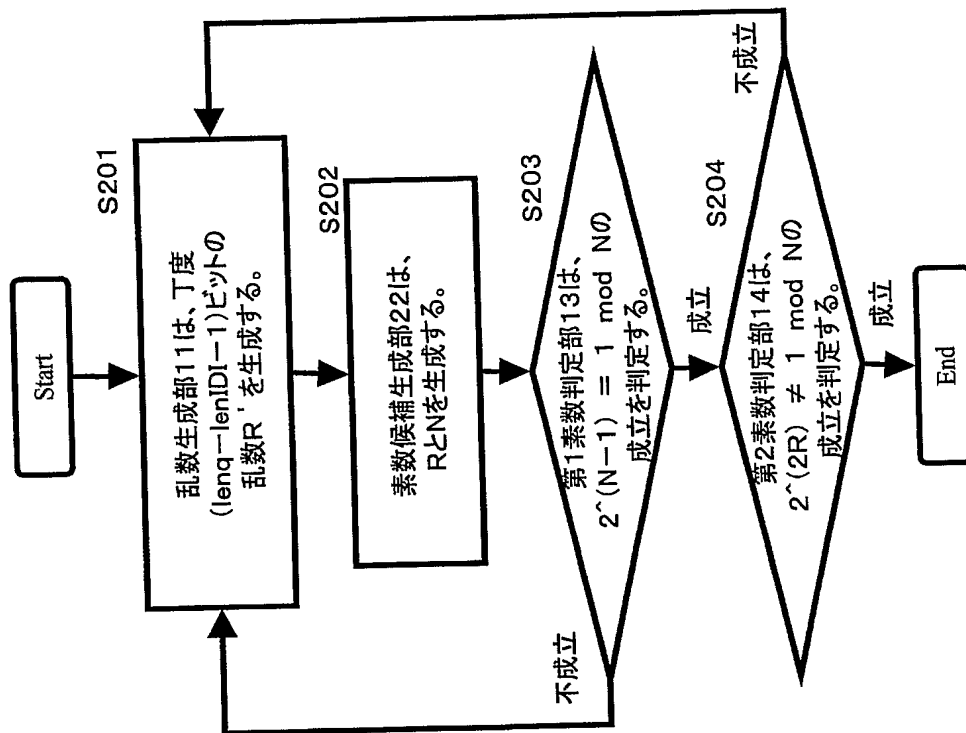 Start
S201
乱数生成部11は、丁度
(lenq－lenIDI－1)ビットの
乱数R'を生成する。
S202
素数候補生成部22は、
RとNを生成する。
S203
第1素数判定部13は、
2^(N－1) = 1 mod Nの
成立を判定する。
不成立
成立
S204
第2素数判定部14は、
2^(2R) ≠ 1 mod Nの
成立を判定する。
不成立
成立
End